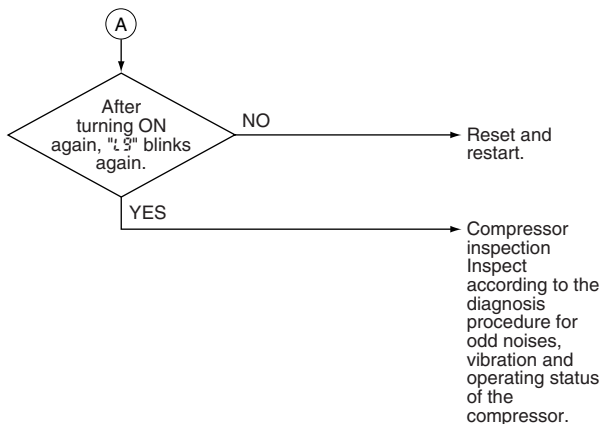 A
After
turning ON
again, "L9" blinks
again.
NO
Reset and
restart.
YES
Compressor
inspection
Inspect
according to the
diagnosis
procedure for
odd noises,
vibration and
operating status
of the
compressor.